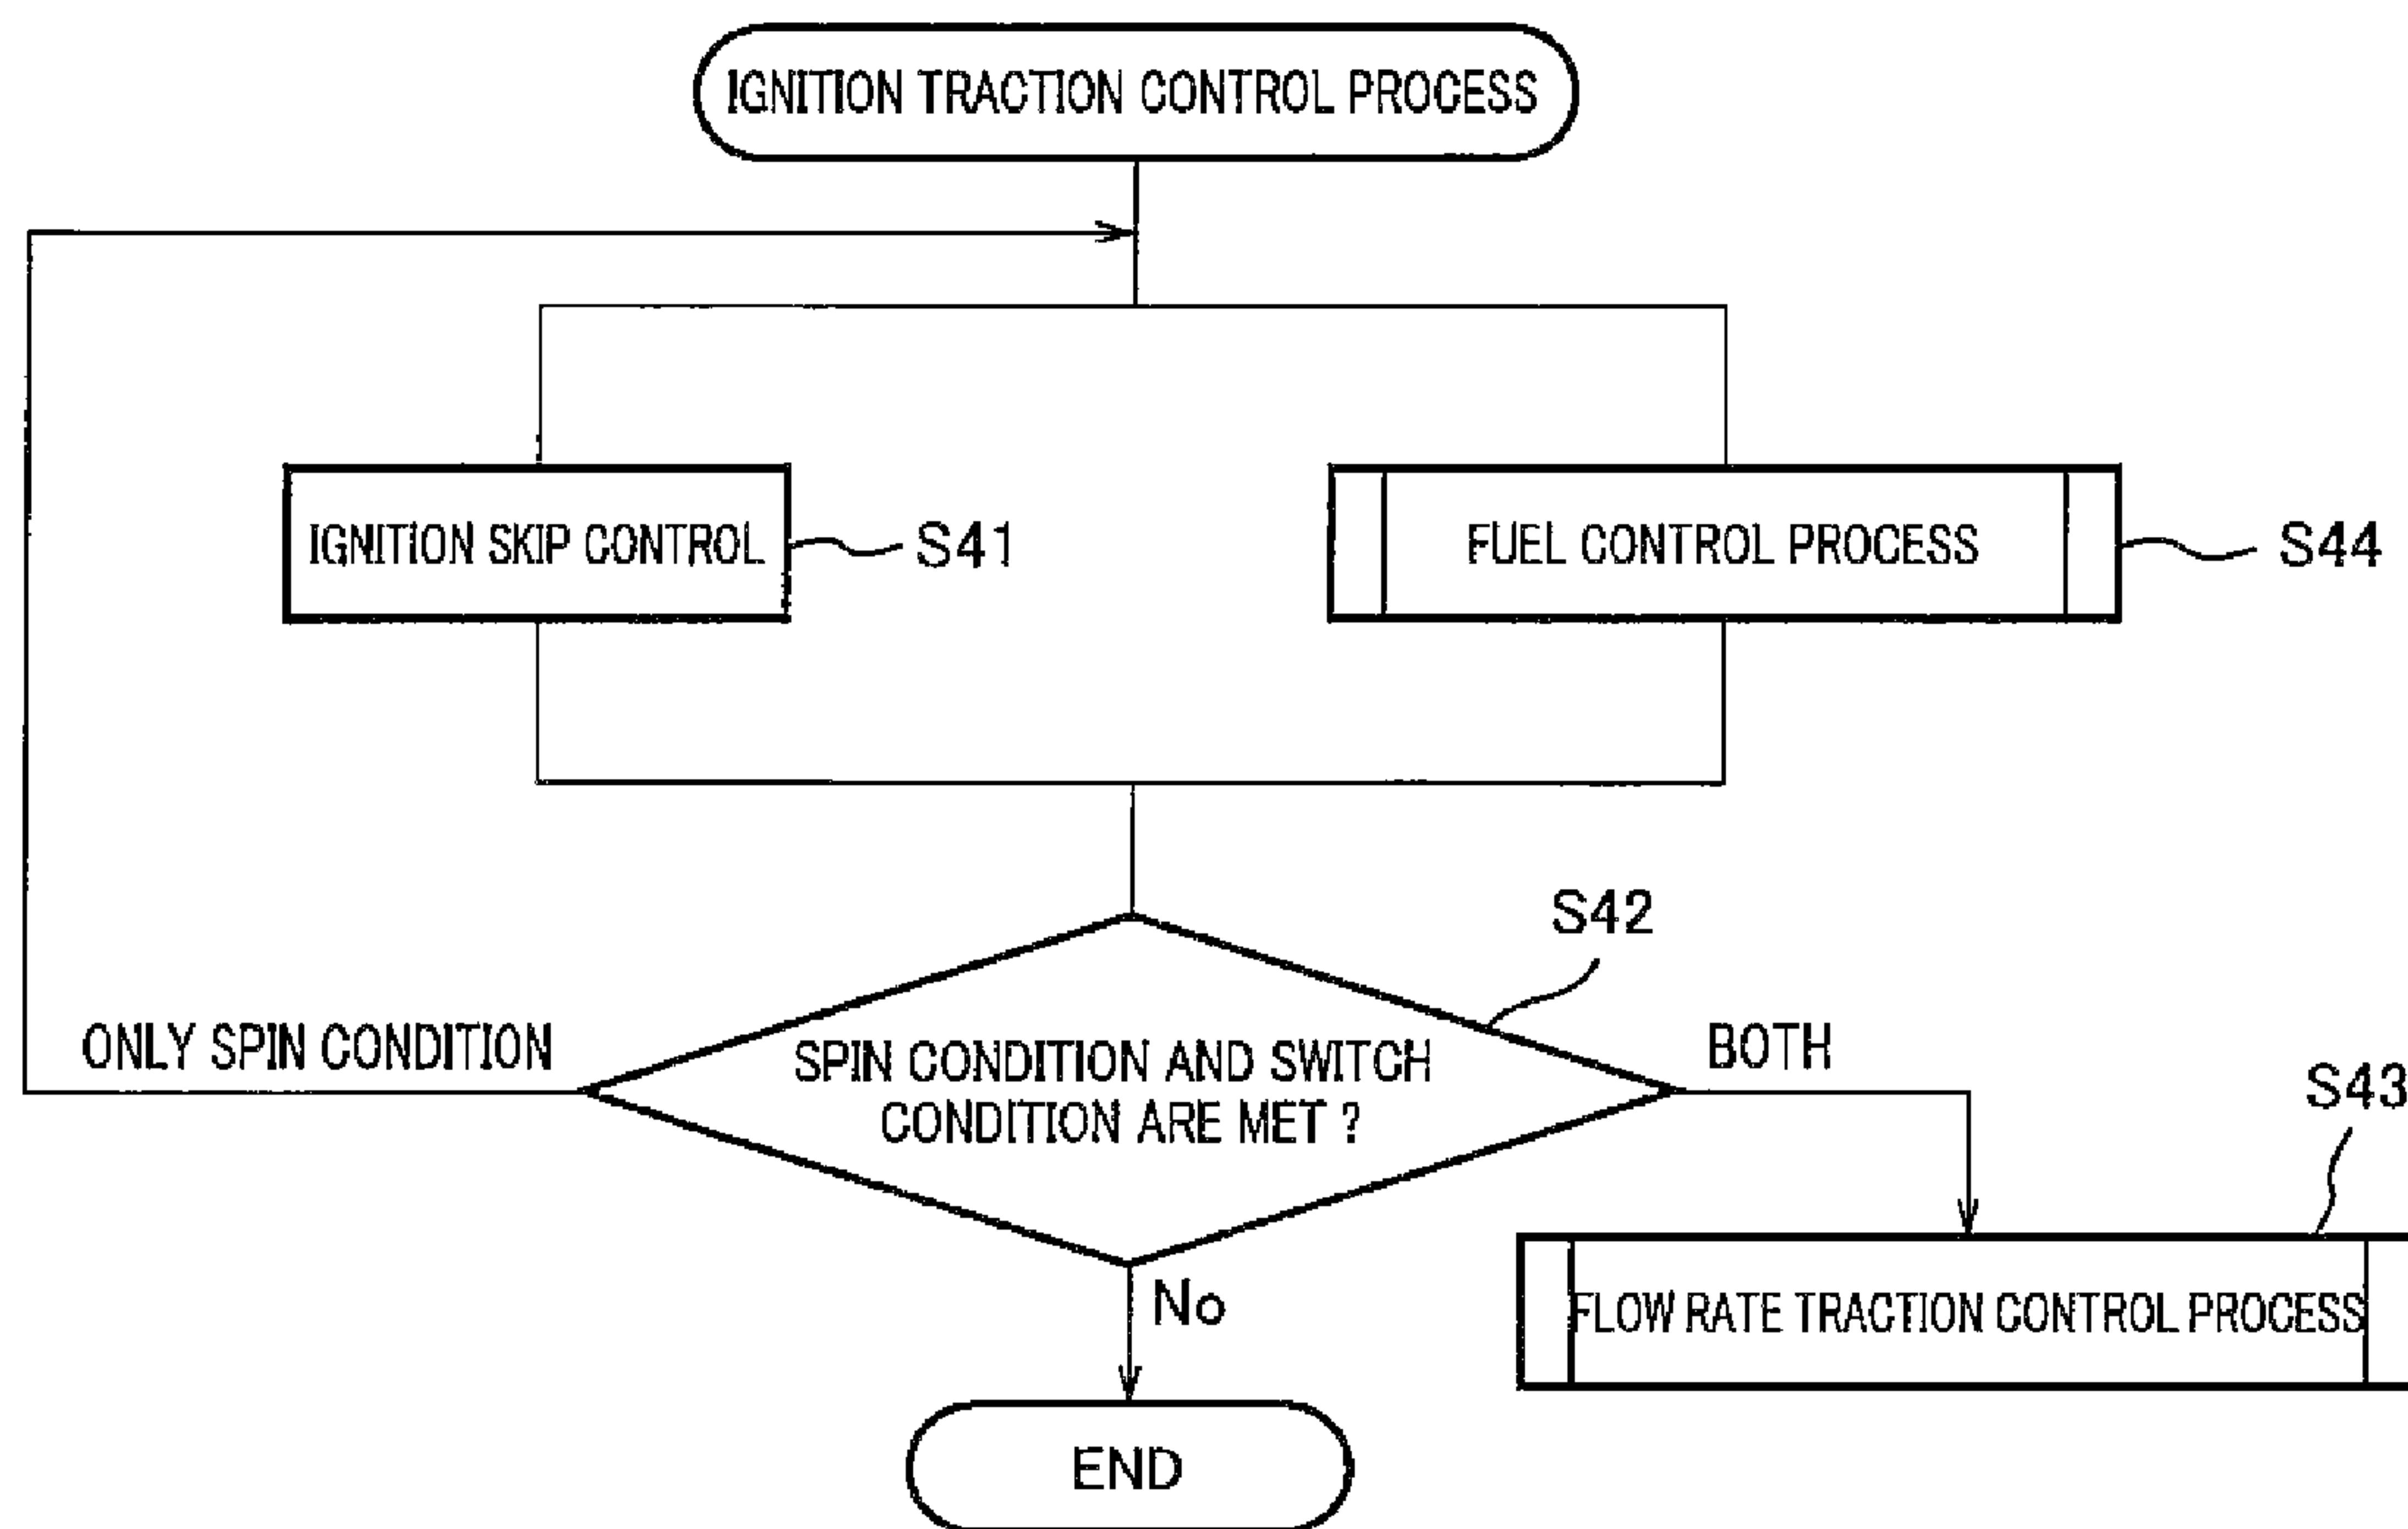 IGNITION TRACTION CONTROL PROCESS
IGNITION SKIP CONTROL
S41
FUEL CONTROL PROCESS
S44
S42
ONLY SPIN CONDITION
SPIN CONDITION AND SWITCH
CONDITION ARE MET ?
BOTH
S43
No
FLOW RATE TRACTION CONTROL PROCESS
END